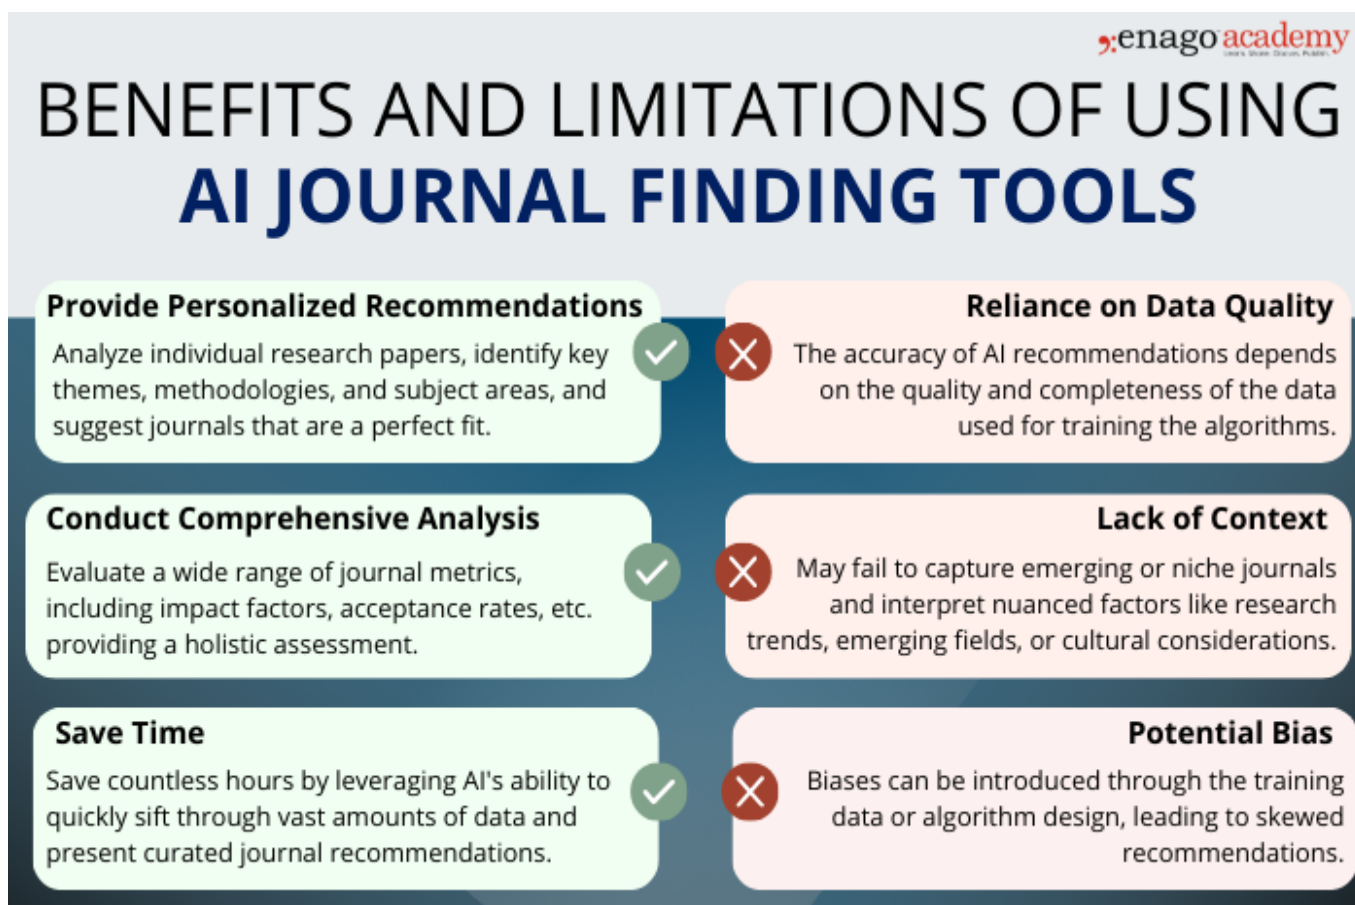 enago academy
Learn. Share. Discuss. Publish.
BENEFITS AND LIMITATIONS OF USING
AI JOURNAL FINDING TOOLS
Provide Personalized Recommendations
Analyze individual research papers, identify key
themes, methodologies, and subject areas, and
suggest journals that are a perfect fit.
Reliance on Data Quality
The accuracy of AI recommendations depends
on the quality and completeness of the data
used for training the algorithms.
Conduct Comprehensive Analysis
Evaluate a wide range of journal metrics,
including impact factors, acceptance rates, etc.
providing a holistic assessment.
Lack of Context
May fail to capture emerging or niche journals
and interpret nuanced factors like research
trends, emerging fields, or cultural considerations.
Save Time
Save countless hours by leveraging AI's ability to
quickly sift through vast amounts of data and
present curated journal recommendations.
Potential Bias
Biases can be introduced through the training
data or algorithm design, leading to skewed
recommendations.